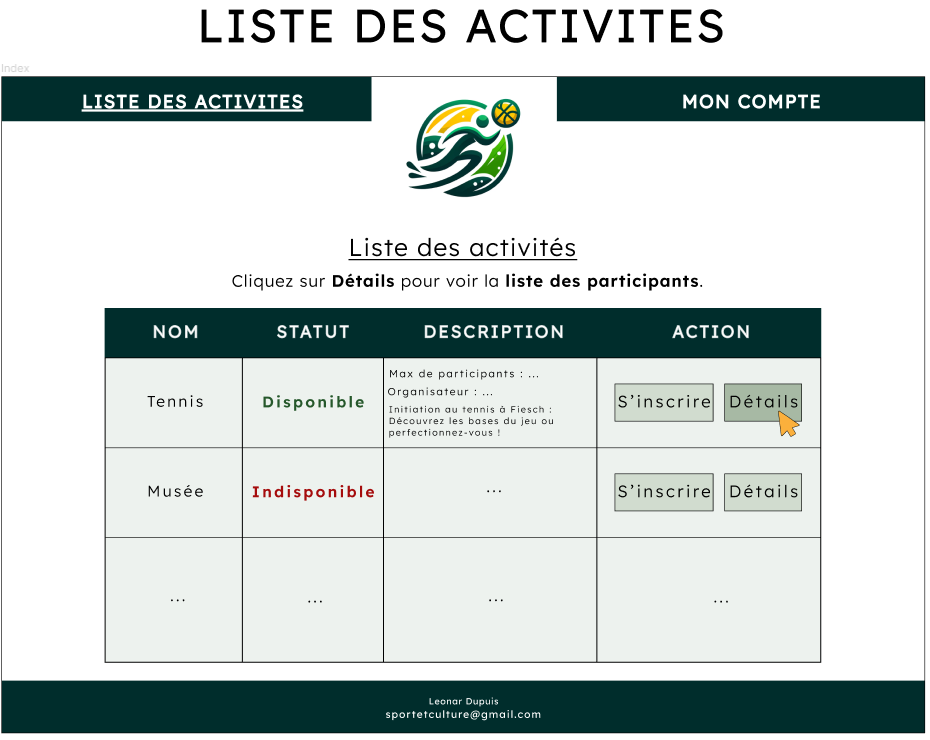 LISTE DES ACTIVITES
Index
LISTE DES ACTIVITES
MON COMPTE
Liste des activités
Cliquez sur Détails pour voir la liste des participants.
NOM STATUT DESCRIPTION ACTION
Tennis
Disponible
Max de participants : ...
Organisateur : ...
Initiation au tennis à Fiesch :
Découvrez les bases du jeu ou
perfectionnez-vous !
S’inscrire
Détails
Musée
Indisponible
...
S’inscrire
Détails
...
...
...
...
Leonar Dupuis
sportetculture@gmail.com